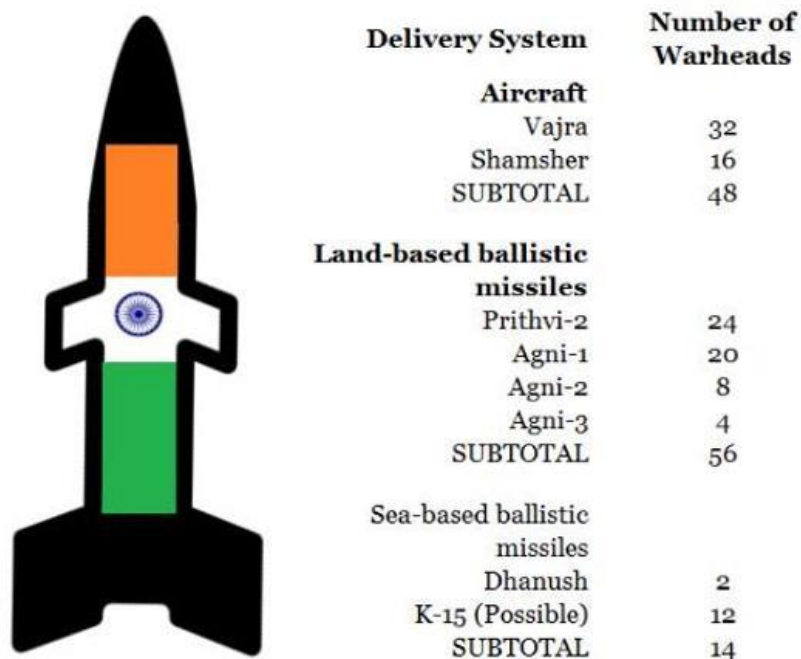 Delivery System Number of Warheads
Aircraft
Vajra 32
Shamsher 16
SUBTOTAL 48
Land-based ballistic
missiles
Prithvi-2 24
Agni-1 20
Agni-2 8
Agni-3 4
SUBTOTAL 56
Sea-based ballistic
missiles
Dhanush 2
K-15 (Possible) 12
SUBTOTAL 14